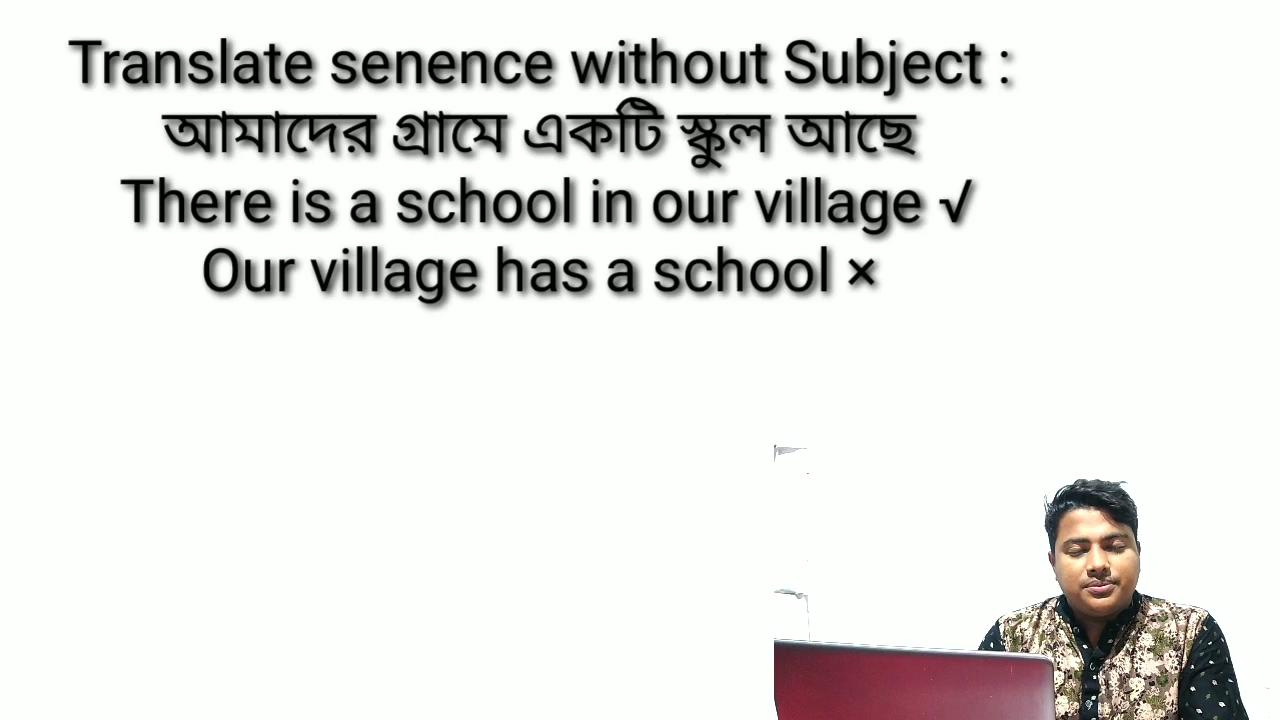 Translate senence without Subject :
আমাদের গ্রামে একটি স্কুল আছে
There is a school in our village √
Our village has a school ×